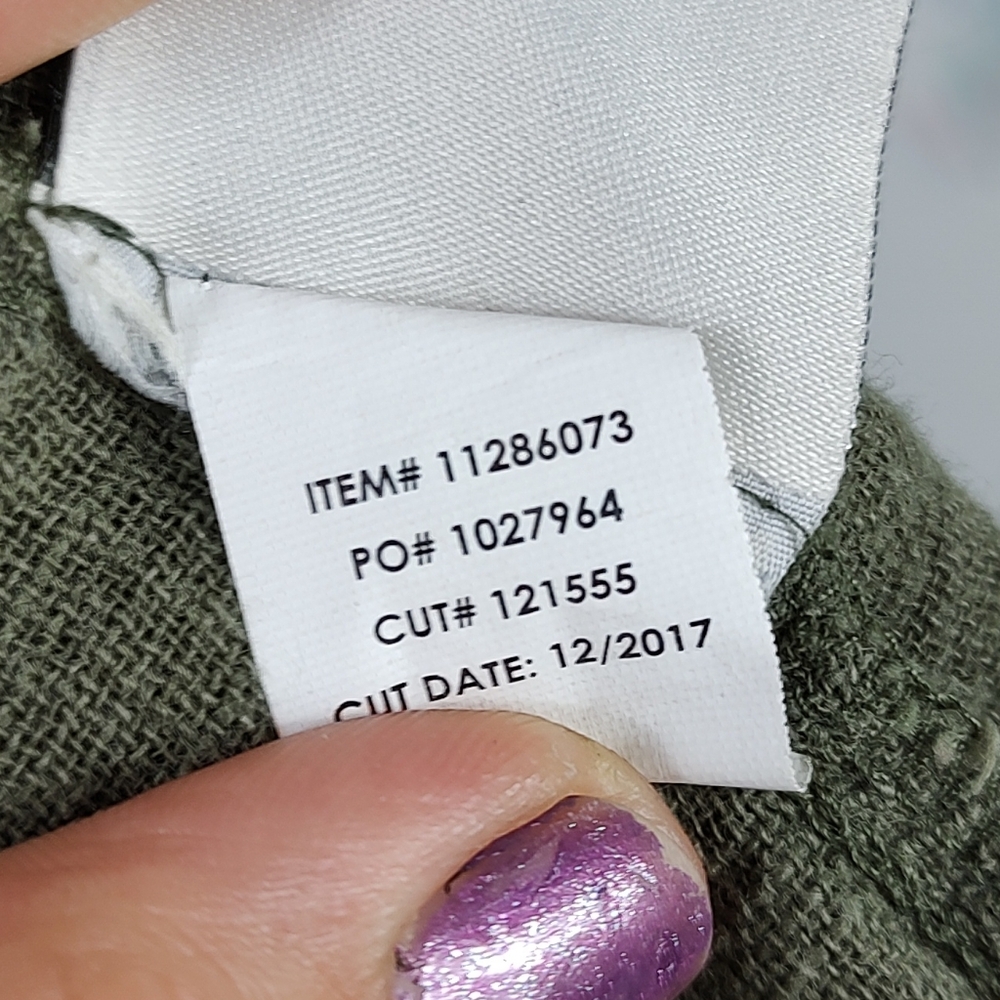 ITEM# 11286073
PO# 1027964
CUT# 121555
CUT DATE: 12/2017